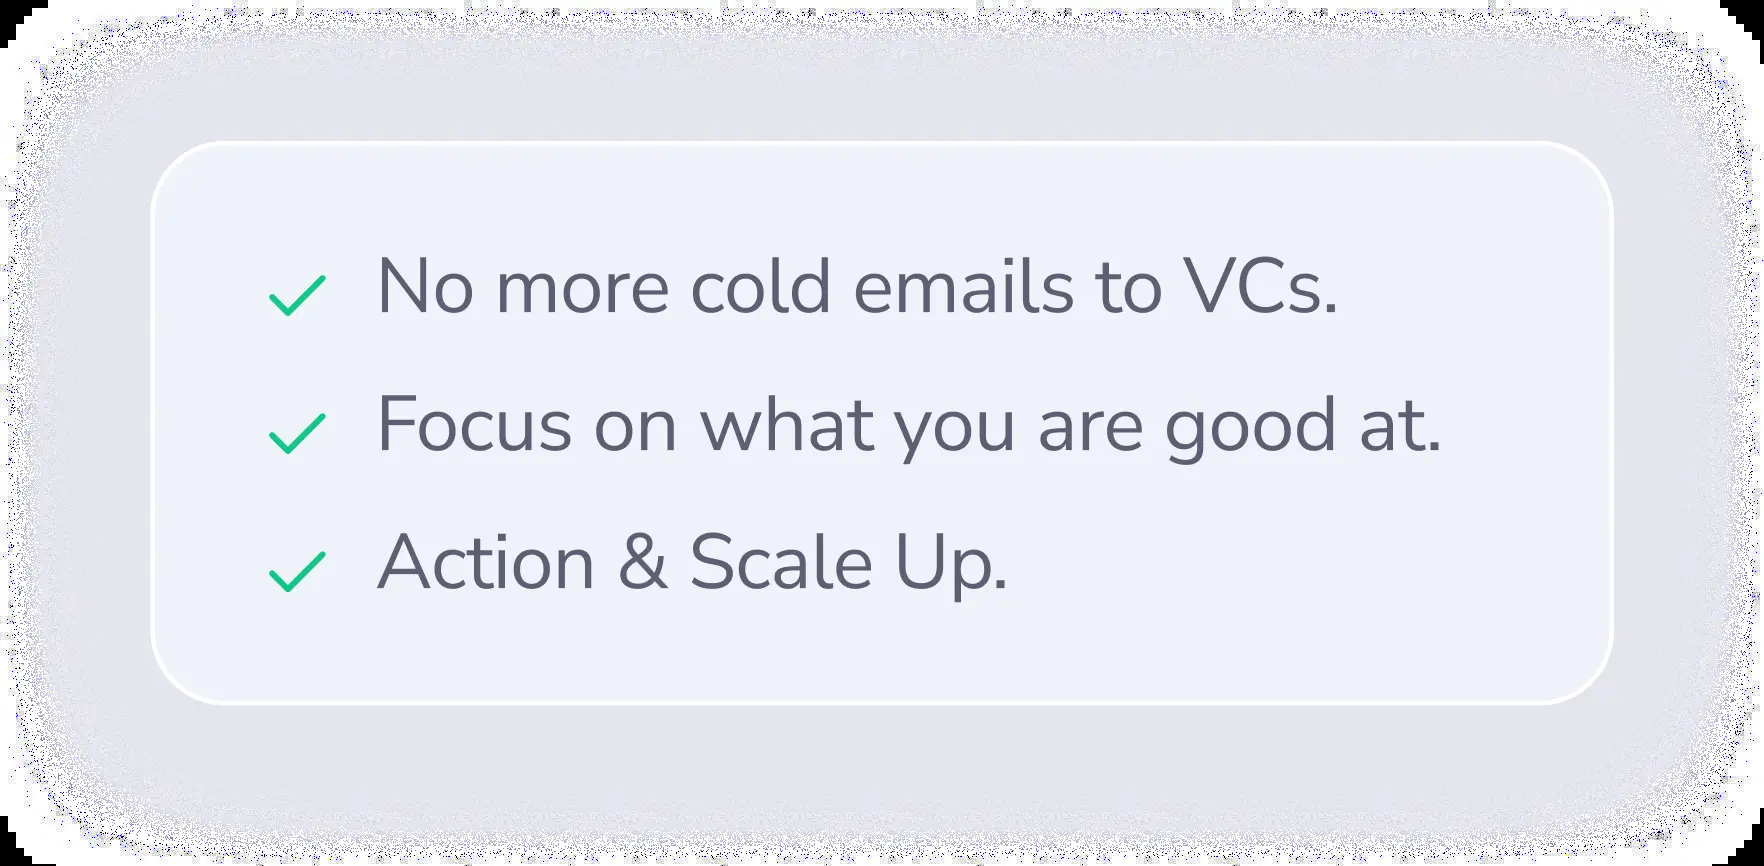 No more cold emails to VCs.
Focus on what you are good at.
Action & Scale Up.